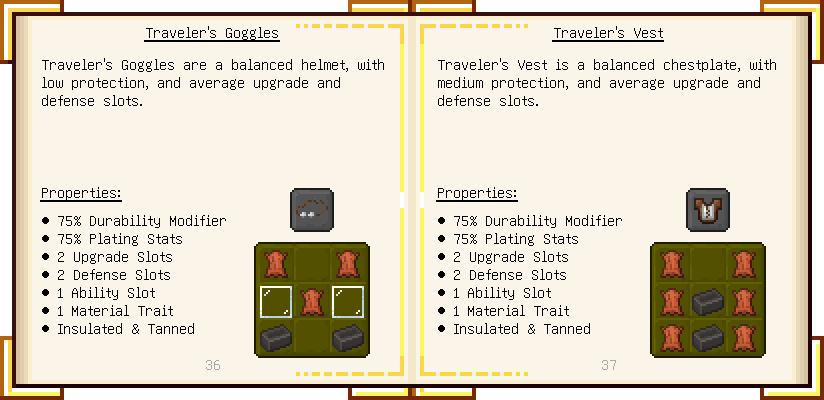 Traveler's Goggles
Traveler's Goggles are a balanced helmet, with
low protection, and average upgrade and
defense slots.
Properties:
● 75% Durability Modifier
● 75% Plating Stats
● 2 Upgrade Slots
● 2 Defense Slots
● 1 Ability Slot
● 1 Material Trait
● Insulated & Tanned
36
Traveler's Vest
Traveler's Vest is a balanced chestplate, with
medium protection, and average upgrade and
defense slots.
Properties:
● 75% Durability Modifier
● 75% Plating Stats
● 2 Upgrade Slots
● 2 Defense Slots
● 1 Ability Slot
● 1 Material Trait
● Insulated & Tanned
37